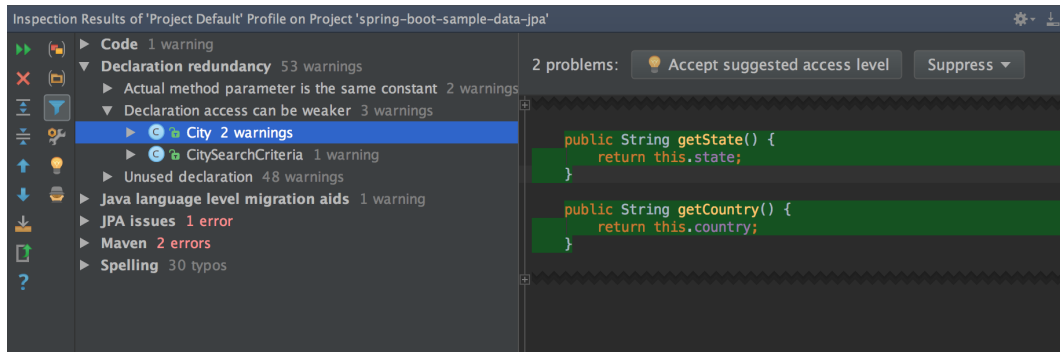 Inspection Results of 'Project Default' Profile on Project 'spring-boot-sample-data-jpa'
Code 1 warning
Declaration redundancy 53 warnings
Actual method parameter is the same constant 2 warnings
Declaration access can be weaker 3 warnings
C City 2 warnings
C CitySearchCriteria 1 warning
Unused declaration 48 warnings
Java language level migration aids 1 warning
JPA issues 1 error
Maven 2 errors
Spelling 30 typos
?
2 problems: Accept suggested access level Suppress
public String getState() {
return this.state;
}
public String getCountry() {
return this.country;
}